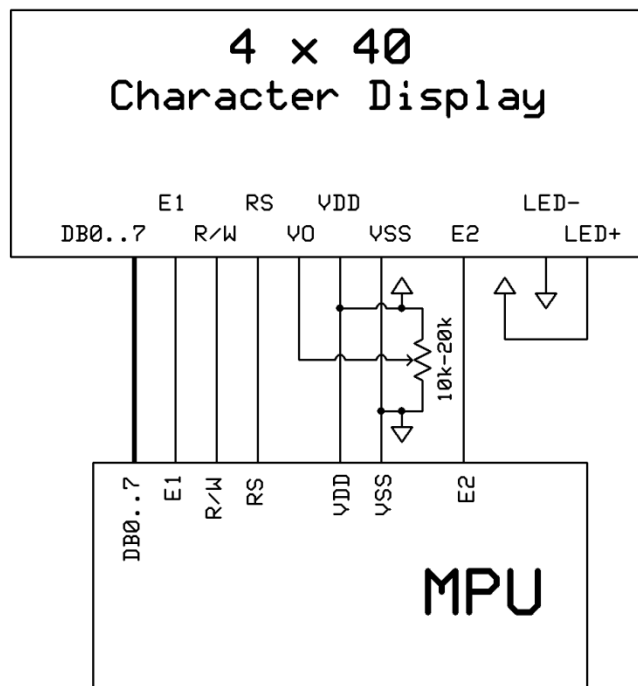 4 x 40
Character Display
E1 RS VDD LED-
DB0..7 R/W VO VSS E2 LED+
10k-20k
DB0..7 E1 R/W RS VDD VSS E2
MPU